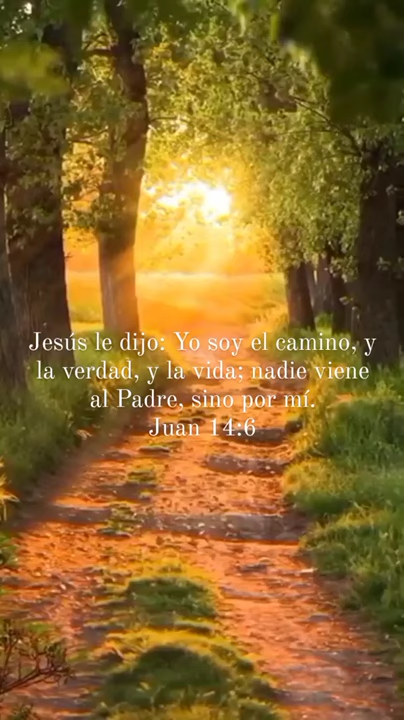 Jesús le dijo: Yo soy el camino, y
la verdad, y la vida; nadie viene
al Padre, sino por mí.
Juan 14:6